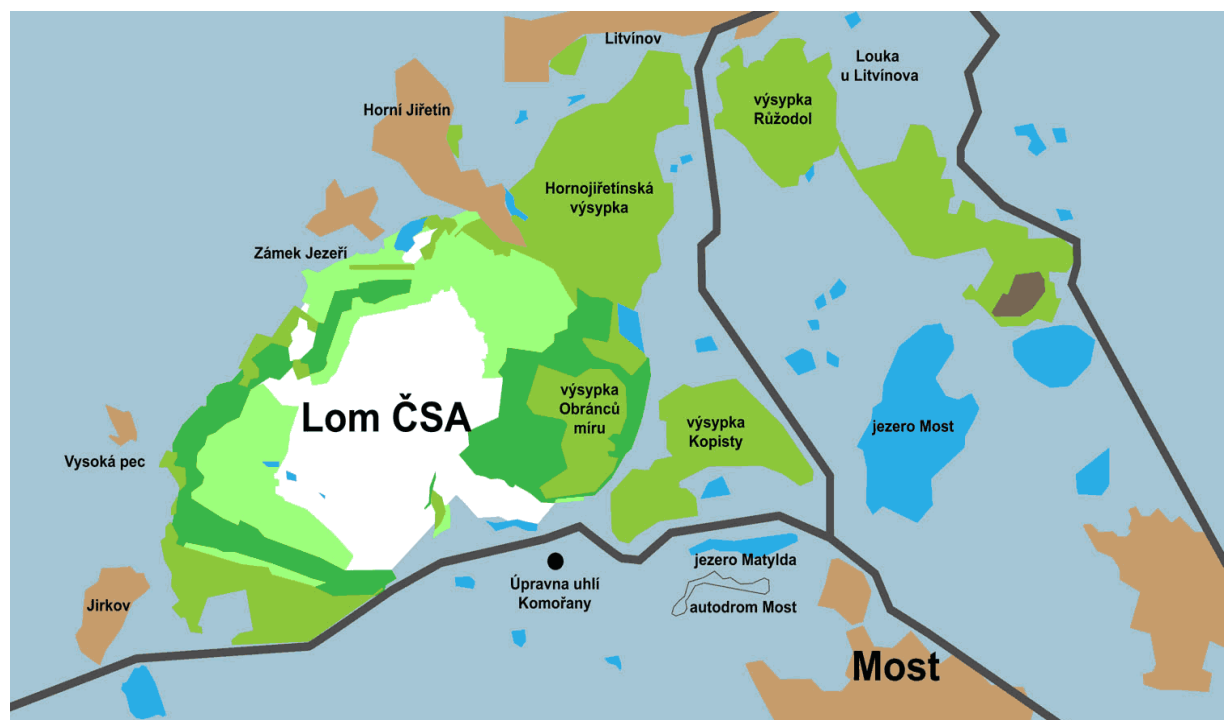 Litvínov
Louka
u Litvínova
Horní Jiřetín
výsypka
Růžodol
Hornojiřetínská
výsypka
Zámek Jezeří
Lom ČSA
výsypka
Obránců
míru
výsypka
Kopisty
jezero Most
Vysoká pec
jezero Matylda
Úpravna uhlí
Komořany
autodrom Most
Jirkov
Most